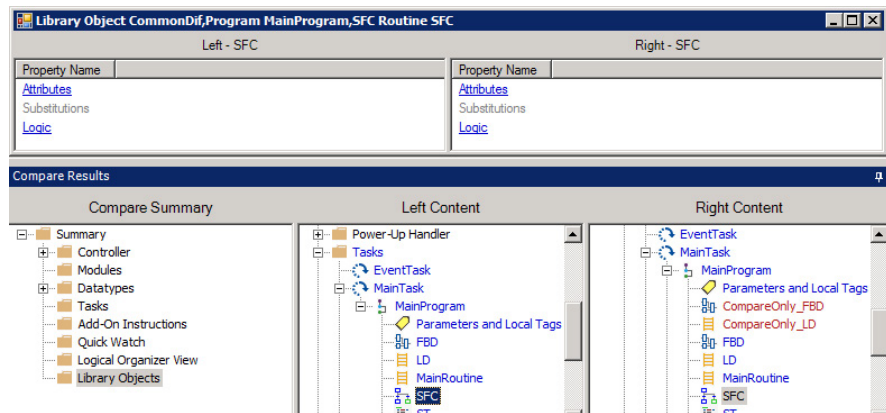 Library Object CommonDif,Program MainProgram,SFC Routine SFC
Left - SFC
Right - SFC
Property Name
Property Name
Attributes
Attributes
Substitutions
Substitutions
Logic
Logic
Compare Results
Compare Summary
Left Content
Right Content
Summary
Controller
Modules
Datatypes
Tasks
Add-On Instructions
Quick Watch
Logical Organizer View
Library Objects
Power-Up Handler
Tasks
EventTask
MainTask
MainProgram
Parameters and Local Tags
FBD
LD
MainRoutine
SFC
ST
EventTask
MainTask
MainProgram
Parameters and Local Tags
CompareOnly_FBD
CompareOnly_LD
FBD
LD
MainRoutine
SFC
ST